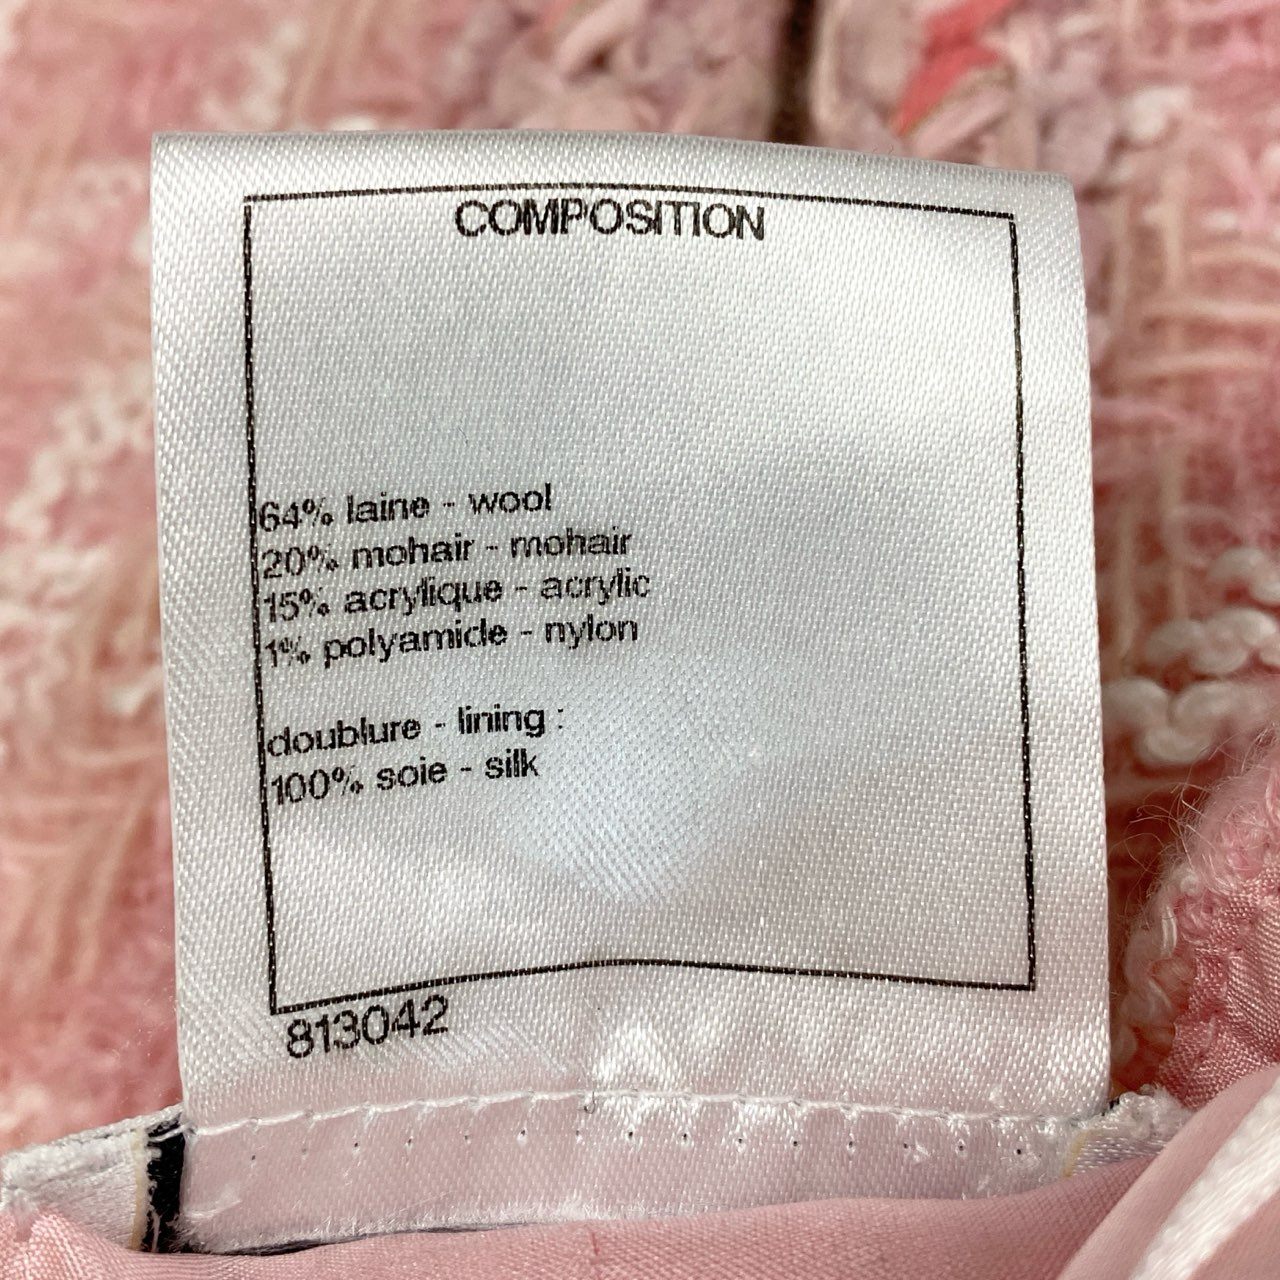 COMPOSITION
64% laine - wool
20% mohair - mohair
15% acrylique - acrylic
1% polyamide - nylon
doublure - lining :
100% soie - silk
813042